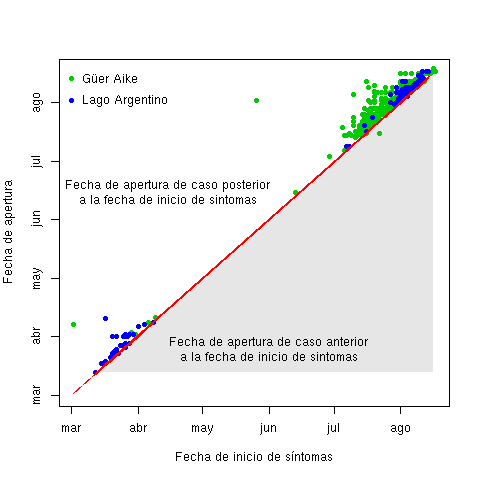 Güer Aike
Lago Argentino
Fecha de apertura de caso posterior
a la fecha de inicio de sintomas
Fecha de apertura de caso anterior
a la fecha de inicio de sintomas
Fecha de apertura
mar
abr
may
jun
jul
ago
mar
abr
may
jun
jul
ago
Fecha de inicio de síntomas